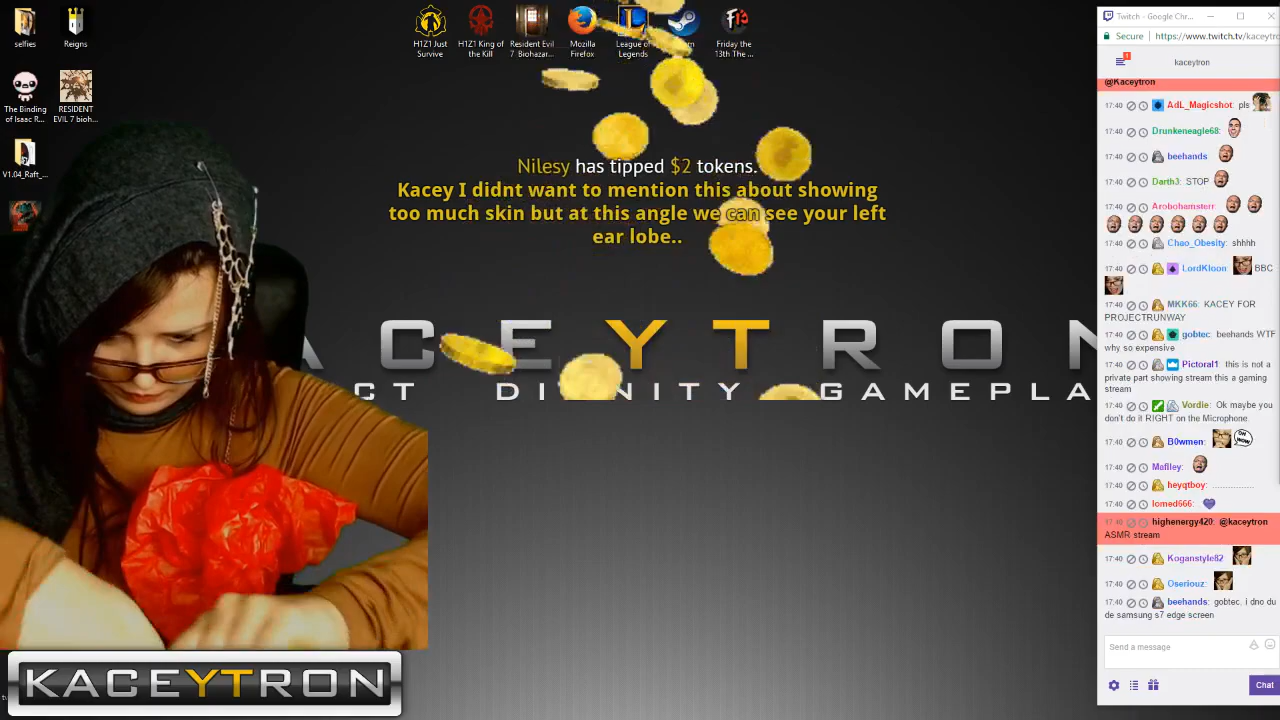 selfies
Reigns
H1Z1 Just
Survive
H1Z1 King of
the Kill
Resident Evil
7 Biohazar...
Mozilla
Firefox
League of
Legends
Friday the
13th The ...
The Binding
of Isaac R...
RESIDENT
EVIL 7 bioh...
V1.04_Raft_...
Nilesy has tipped $2 tokens.
Kacey I didnt want to mention this about showing
too much skin but at this angle we can see your left
ear lobe..
ACEYTRON
GAMEPLA
KACEYTRON
Twitch - Google Chr...
Secure
https://www.twitch.tv/kaceytro
1
kaceytron
@Kaceytron
17:40 AdL_Magicshot: pls
17:40 Drunkeneagle68:
17:40 beehands:
17:40 Darth3: STOP
17:40 Arobohamsterr:
17:40 Chao_Obesity: shhhh
17:40 LordKloon: BBC
17:40 MKK66: KACEY FOR
PROJECTRUNWAY
17:40 gobtec: beehands WTF
why so expensive
17:40 Pictoral1: this is not a
private part showing stream this a gaming
stream
17:40 Vordie: Ok maybe you
don't do it RIGHT on the Microphone.
17:40 B0wmen: OH WOW
17:40 Maflley:
17:40 heyqtboy: ................
17:40 lomed666:
17:40 highenergy420: @kaceytron
ASMR stream
17:40 Koganstyle82:
17:40 Oseriouz:
17:40 beehands: gobtec, i dno du
de samsung s7 edge screen
Send a message
Chat